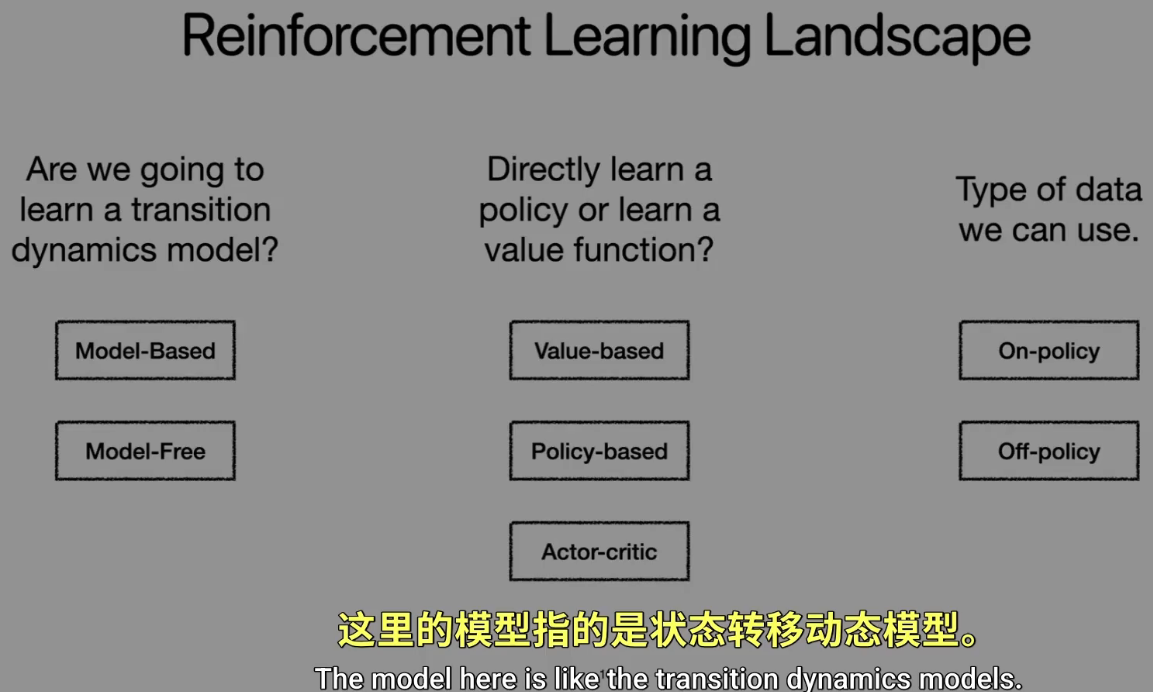 Reinforcement Learning Landscape
Are we going to
learn a transition
dynamics model?
Model-Based
Model-Free
Directly learn a
policy or learn a
value function?
Value-based
Policy-based
Actor-critic
Type of data
we can use.
On-policy
Off-policy
这里的模型指的是状态转移动态模型。
The model here is like the transition dynamics models.